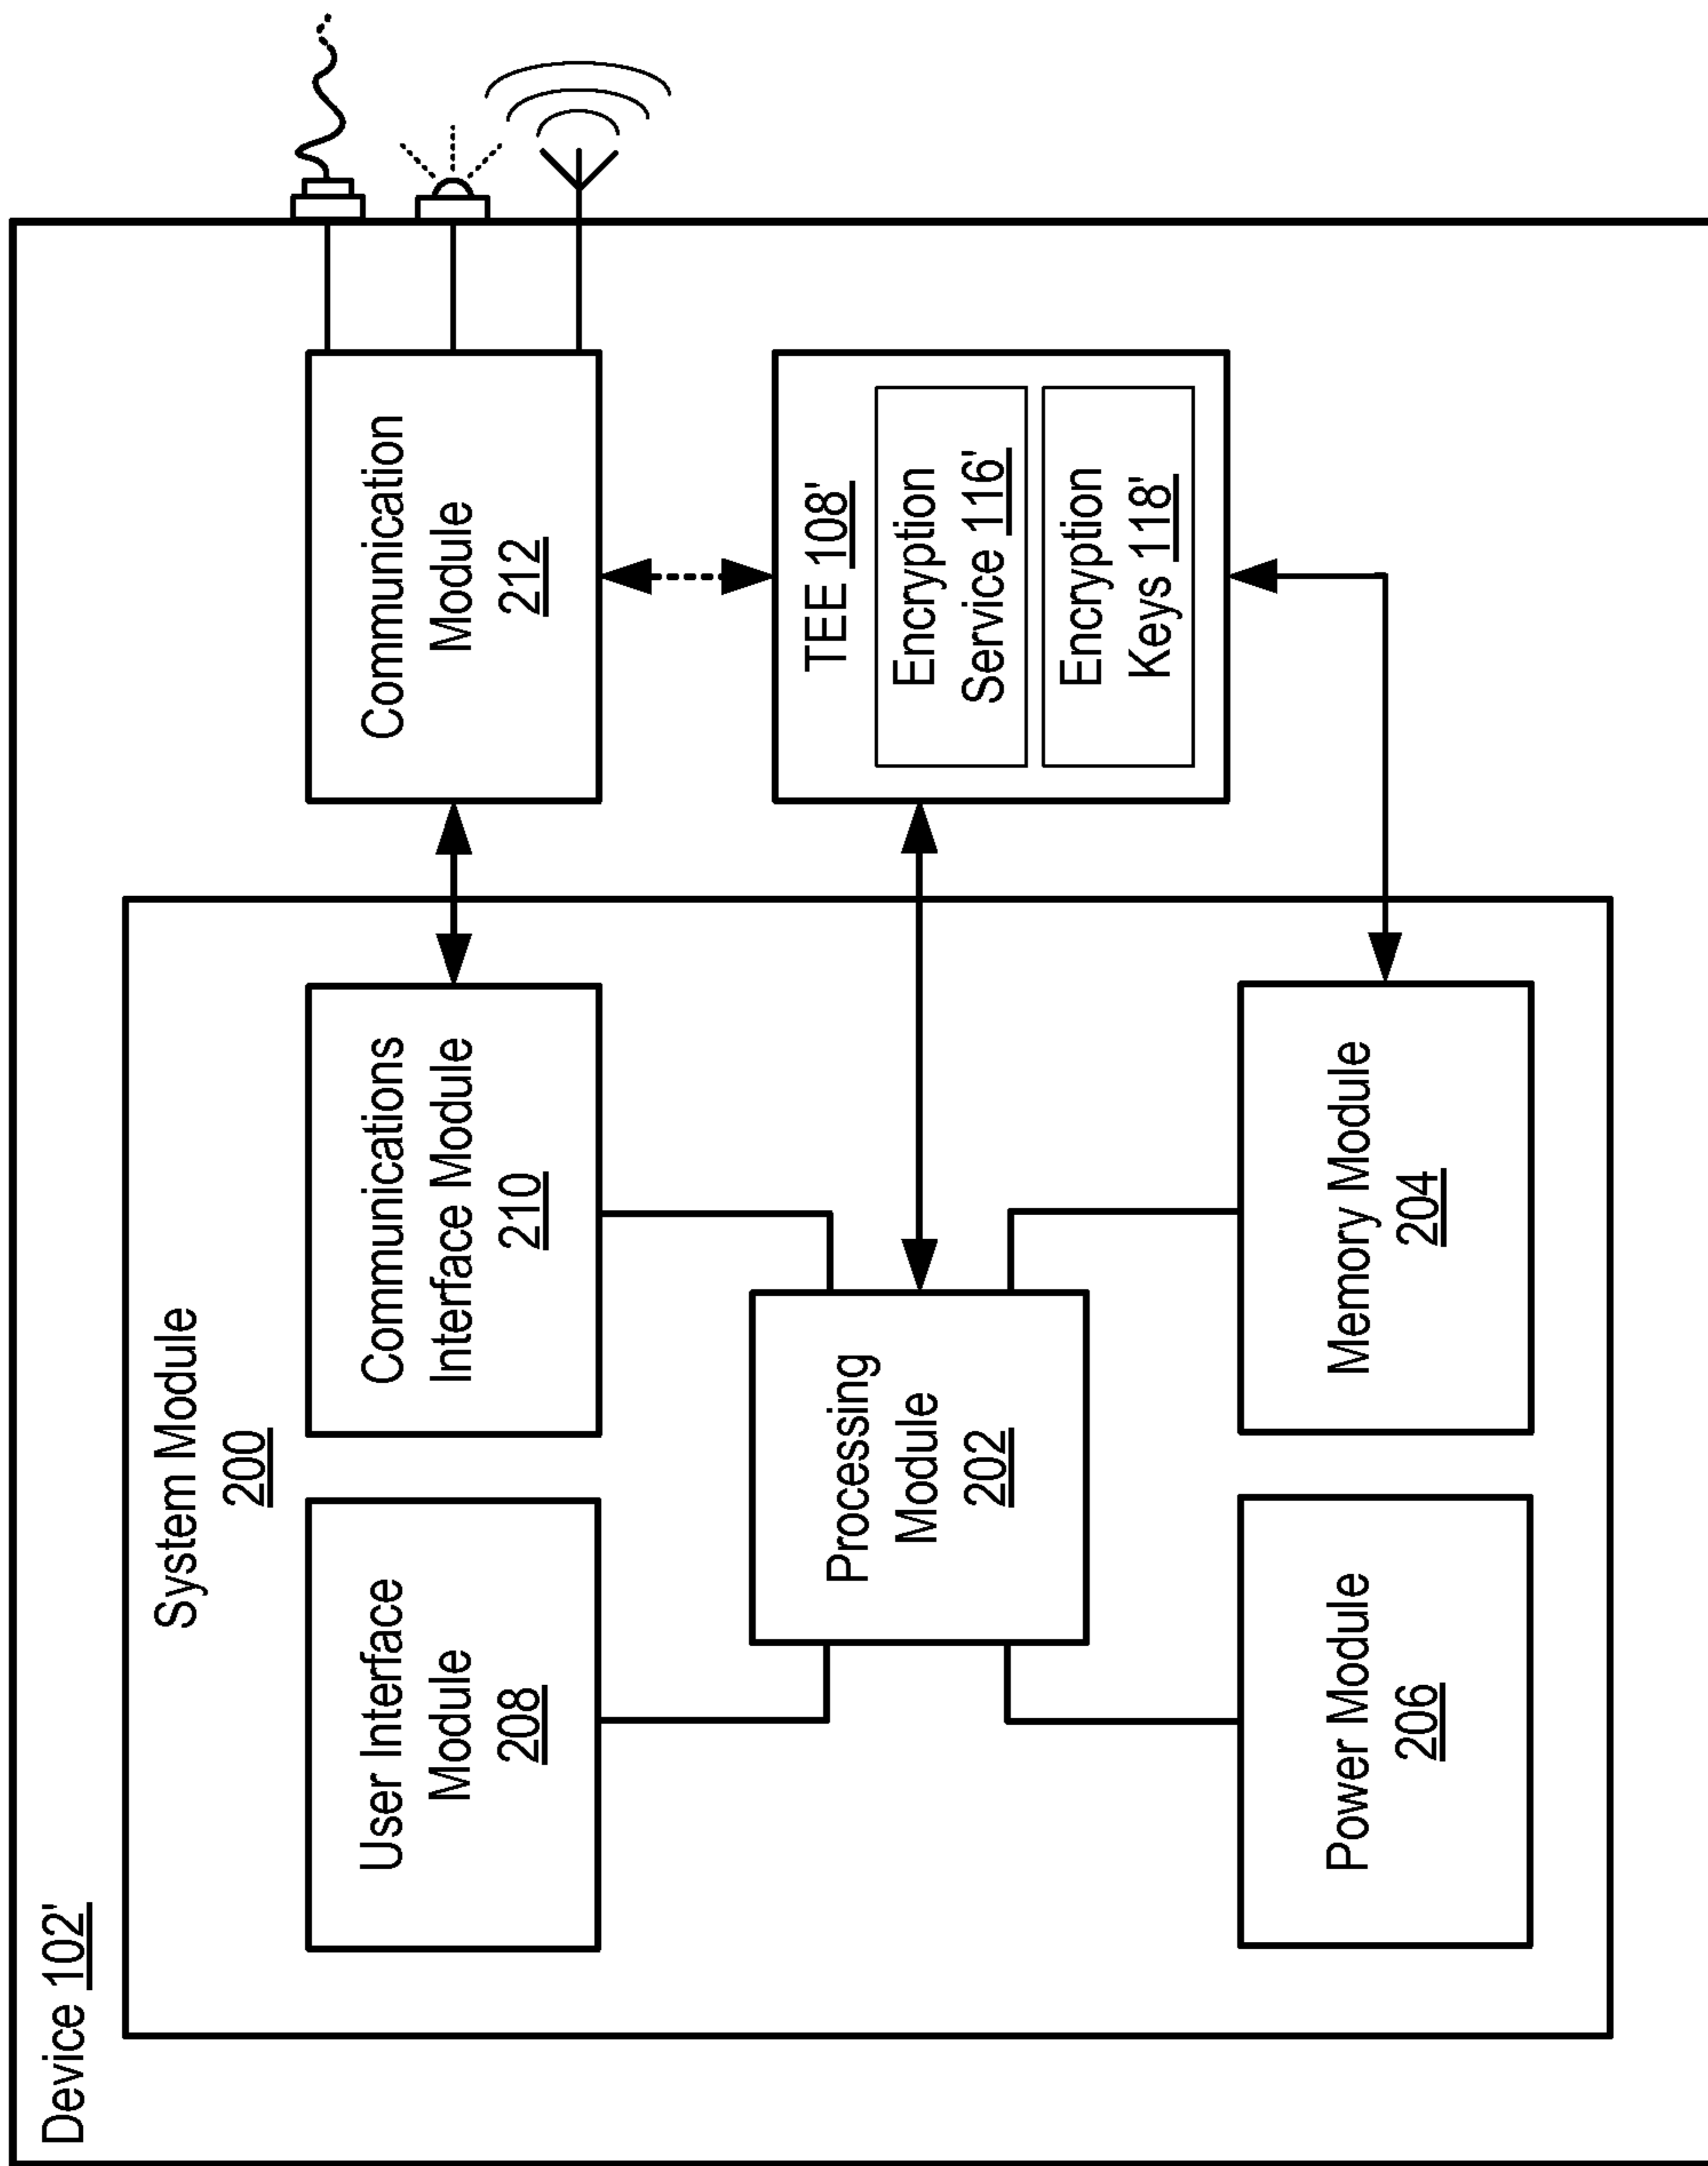 Device 102'
System Module
200
User Interface
Module
208
Communications
Interface Module
210
Communication
Module
212
Processing
Module
202
TEE 108'
Encryption
Service 116'
Encryption
Keys 118'
Power Module
206
Memory Module
204